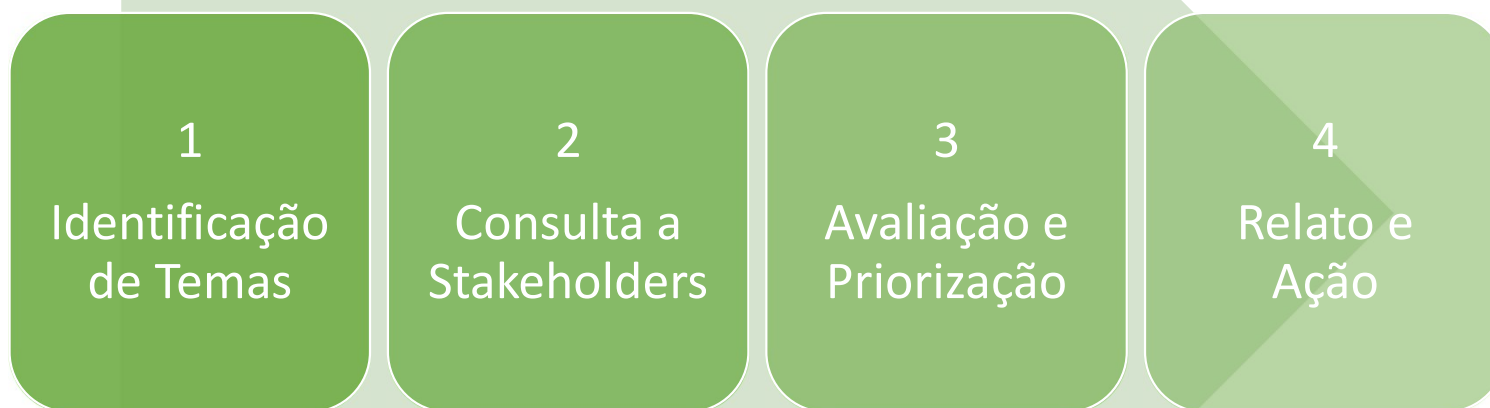 1
Identificação
de Temas
2
Consulta a
Stakeholders
3
Avaliação e
Priorização
4
Relato e
Ação